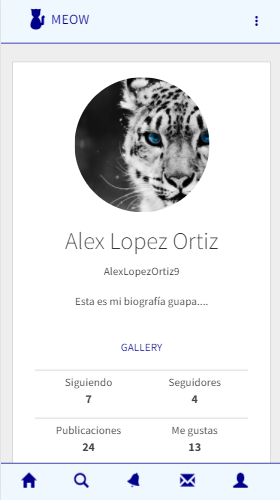 MEOW
Alex Lopez Ortiz
AlexLopezOrtiz9
Esta es mi biografía guapa....
GALLERY
Siguiendo Seguidores
7 4
Publicaciones Me gustas
24 13